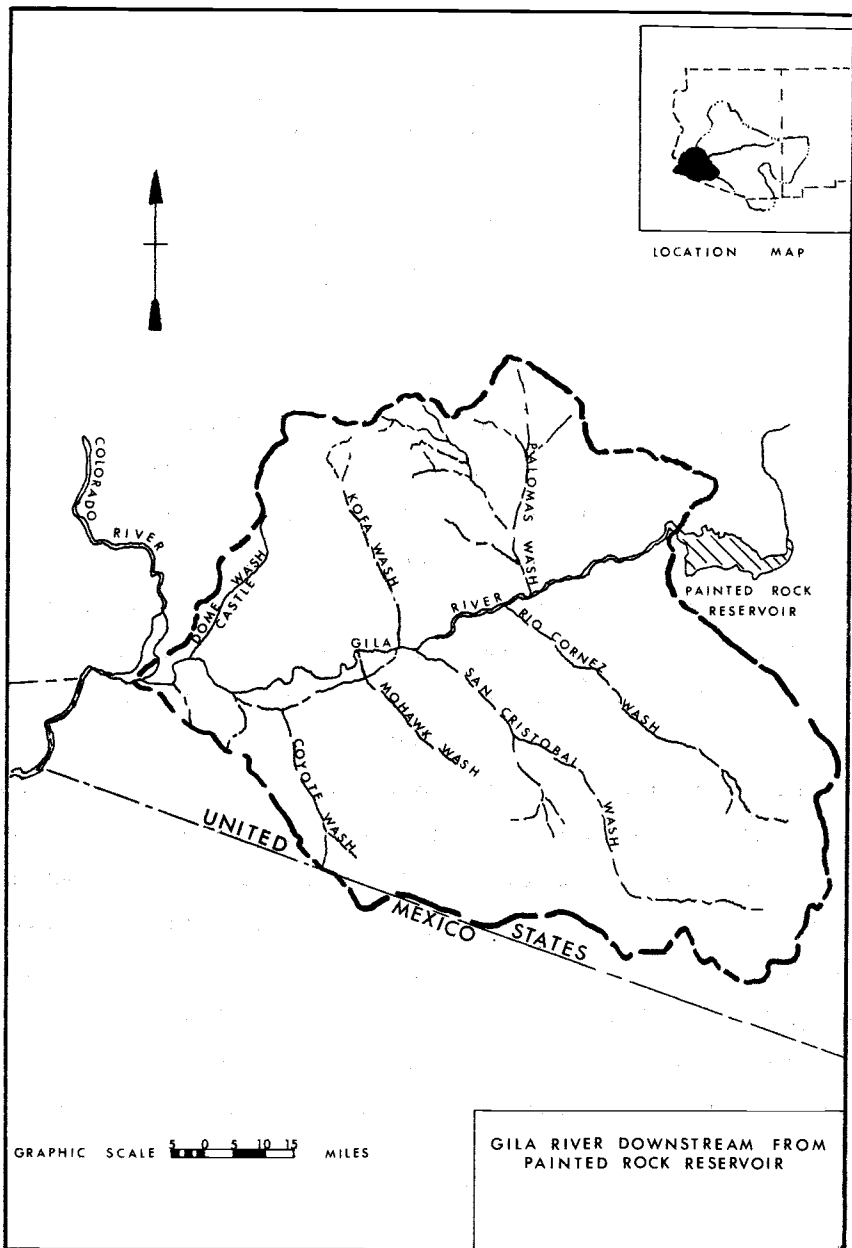 LOCATION MAP
COLORADO
RIVER
DOME WASH
CASTLE
KOFA WASH
PALOMAS WASH
PAINTED ROCK
RESERVOIR
GILA
RIVER
RIO CORNEZ
WASH
SAN CRISTOBAL
WASH
MOHAWK WASH
COYOTE WASH
UNITED
STATES
MEXICO
GRAPHIC SCALE 5 0 5 10 15 MILES
GILA RIVER DOWNSTREAM FROM
PAINTED ROCK RESERVOIR